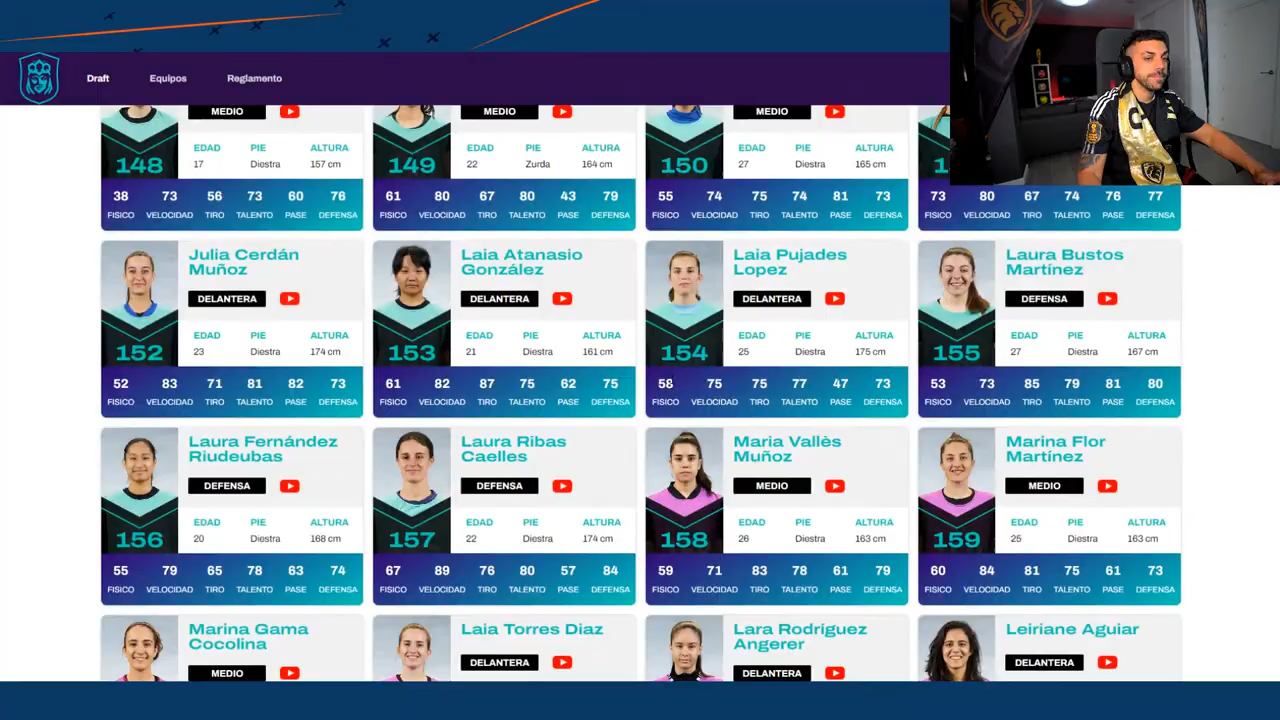 Draft Equipos Reglamento
MEDIO MEDIO
148 149 150
EDAD PIE ALTURA EDAD PIE ALTURA EDAD PIE ALTURA
17 Diestra 157 cm 22 Zurda 164 cm 27 Diestra 165 cm
38 73 56 73 60 76 61 80 67 80 43 79 55 74 75 74 81 73 73 80 67 74 76 77
FISICO VELOCIDAD TIRO TALENTO PASE DEFENSA FISICO VELOCIDAD TIRO TALENTO PASE DEFENSA FISICO VELOCIDAD TIRO TALENTO PASE DEFENSA FISICO VELOCIDAD TIRO TALENTO PASE DEFENSA
Julia Cerdán Laia Atanasio Laia Pujades Laura Bustos
Muñoz González Lopez Martínez
DELANTERA DELANTERA DELANTERA DEFENSA
EDAD PIE ALTURA EDAD PIE ALTURA EDAD PIE ALTURA EDAD PIE ALTURA
152 23 Diestra 174 cm 153 21 Diestra 161 cm 154 25 Diestra 175 cm 155 27 Diestra 167 cm
52 83 71 81 82 73 61 82 87 75 62 75 58 75 75 77 47 73 53 73 85 79 81 80
FISICO VELOCIDAD TIRO TALENTO PASE DEFENSA FISICO VELOCIDAD TIRO TALENTO PASE DEFENSA FISICO VELOCIDAD TIRO TALENTO PASE DEFENSA FISICO VELOCIDAD TIRO TALENTO PASE DEFENSA
Laura Fernández Laura Ribas Maria Vallès Marina Flor
Riudeubas Caelles Muñoz Martínez
DEFENSA DEFENSA MEDIO MEDIO
EDAD PIE ALTURA EDAD PIE ALTURA EDAD PIE ALTURA EDAD PIE ALTURA
156 20 Diestra 168 cm 157 22 Diestra 174 cm 158 26 Diestra 163 cm 159 25 Diestra 163 cm
55 79 65 78 63 74 67 89 76 80 57 84 59 71 83 78 61 79 60 84 81 75 61 73
FISICO VELOCIDAD TIRO TALENTO PASE DEFENSA FISICO VELOCIDAD TIRO TALENTO PASE DEFENSA FISICO VELOCIDAD TIRO TALENTO PASE DEFENSA FISICO VELOCIDAD TIRO TALENTO PASE DEFENSA
Marina Gama Laia Torres Diaz Lara Rodríguez Leiriane Aguiar
Cocolina Angerer
MEDIO DELANTERA DELANTERA DELANTERA